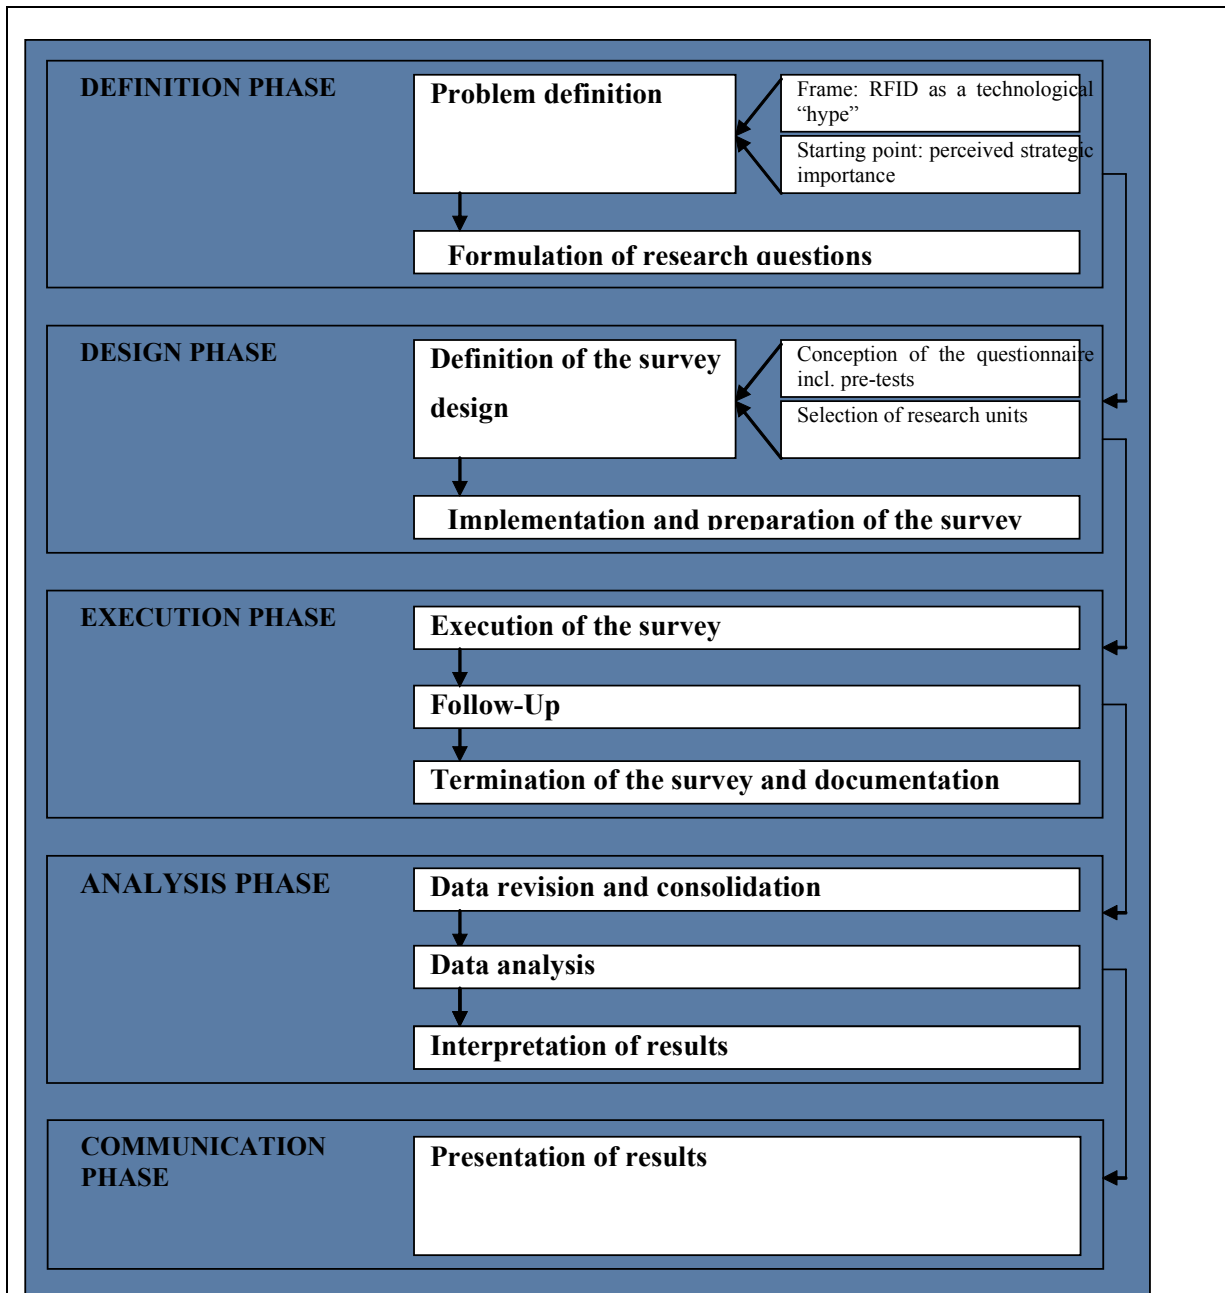 DEFINITION PHASE
Problem definition
Frame: RFID as a technological
“hype”
Starting point: perceived strategic
importance
Formulation of research questions
DESIGN PHASE
Definition of the survey
design
Conception of the questionnaire
incl. pre-tests
Selection of research units
Implementation and preparation of the survey
EXECUTION PHASE
Execution of the survey
Follow-Up
Termination of the survey and documentation
ANALYSIS PHASE
Data revision and consolidation
Data analysis
Interpretation of results
COMMUNICATION
PHASE
Presentation of results